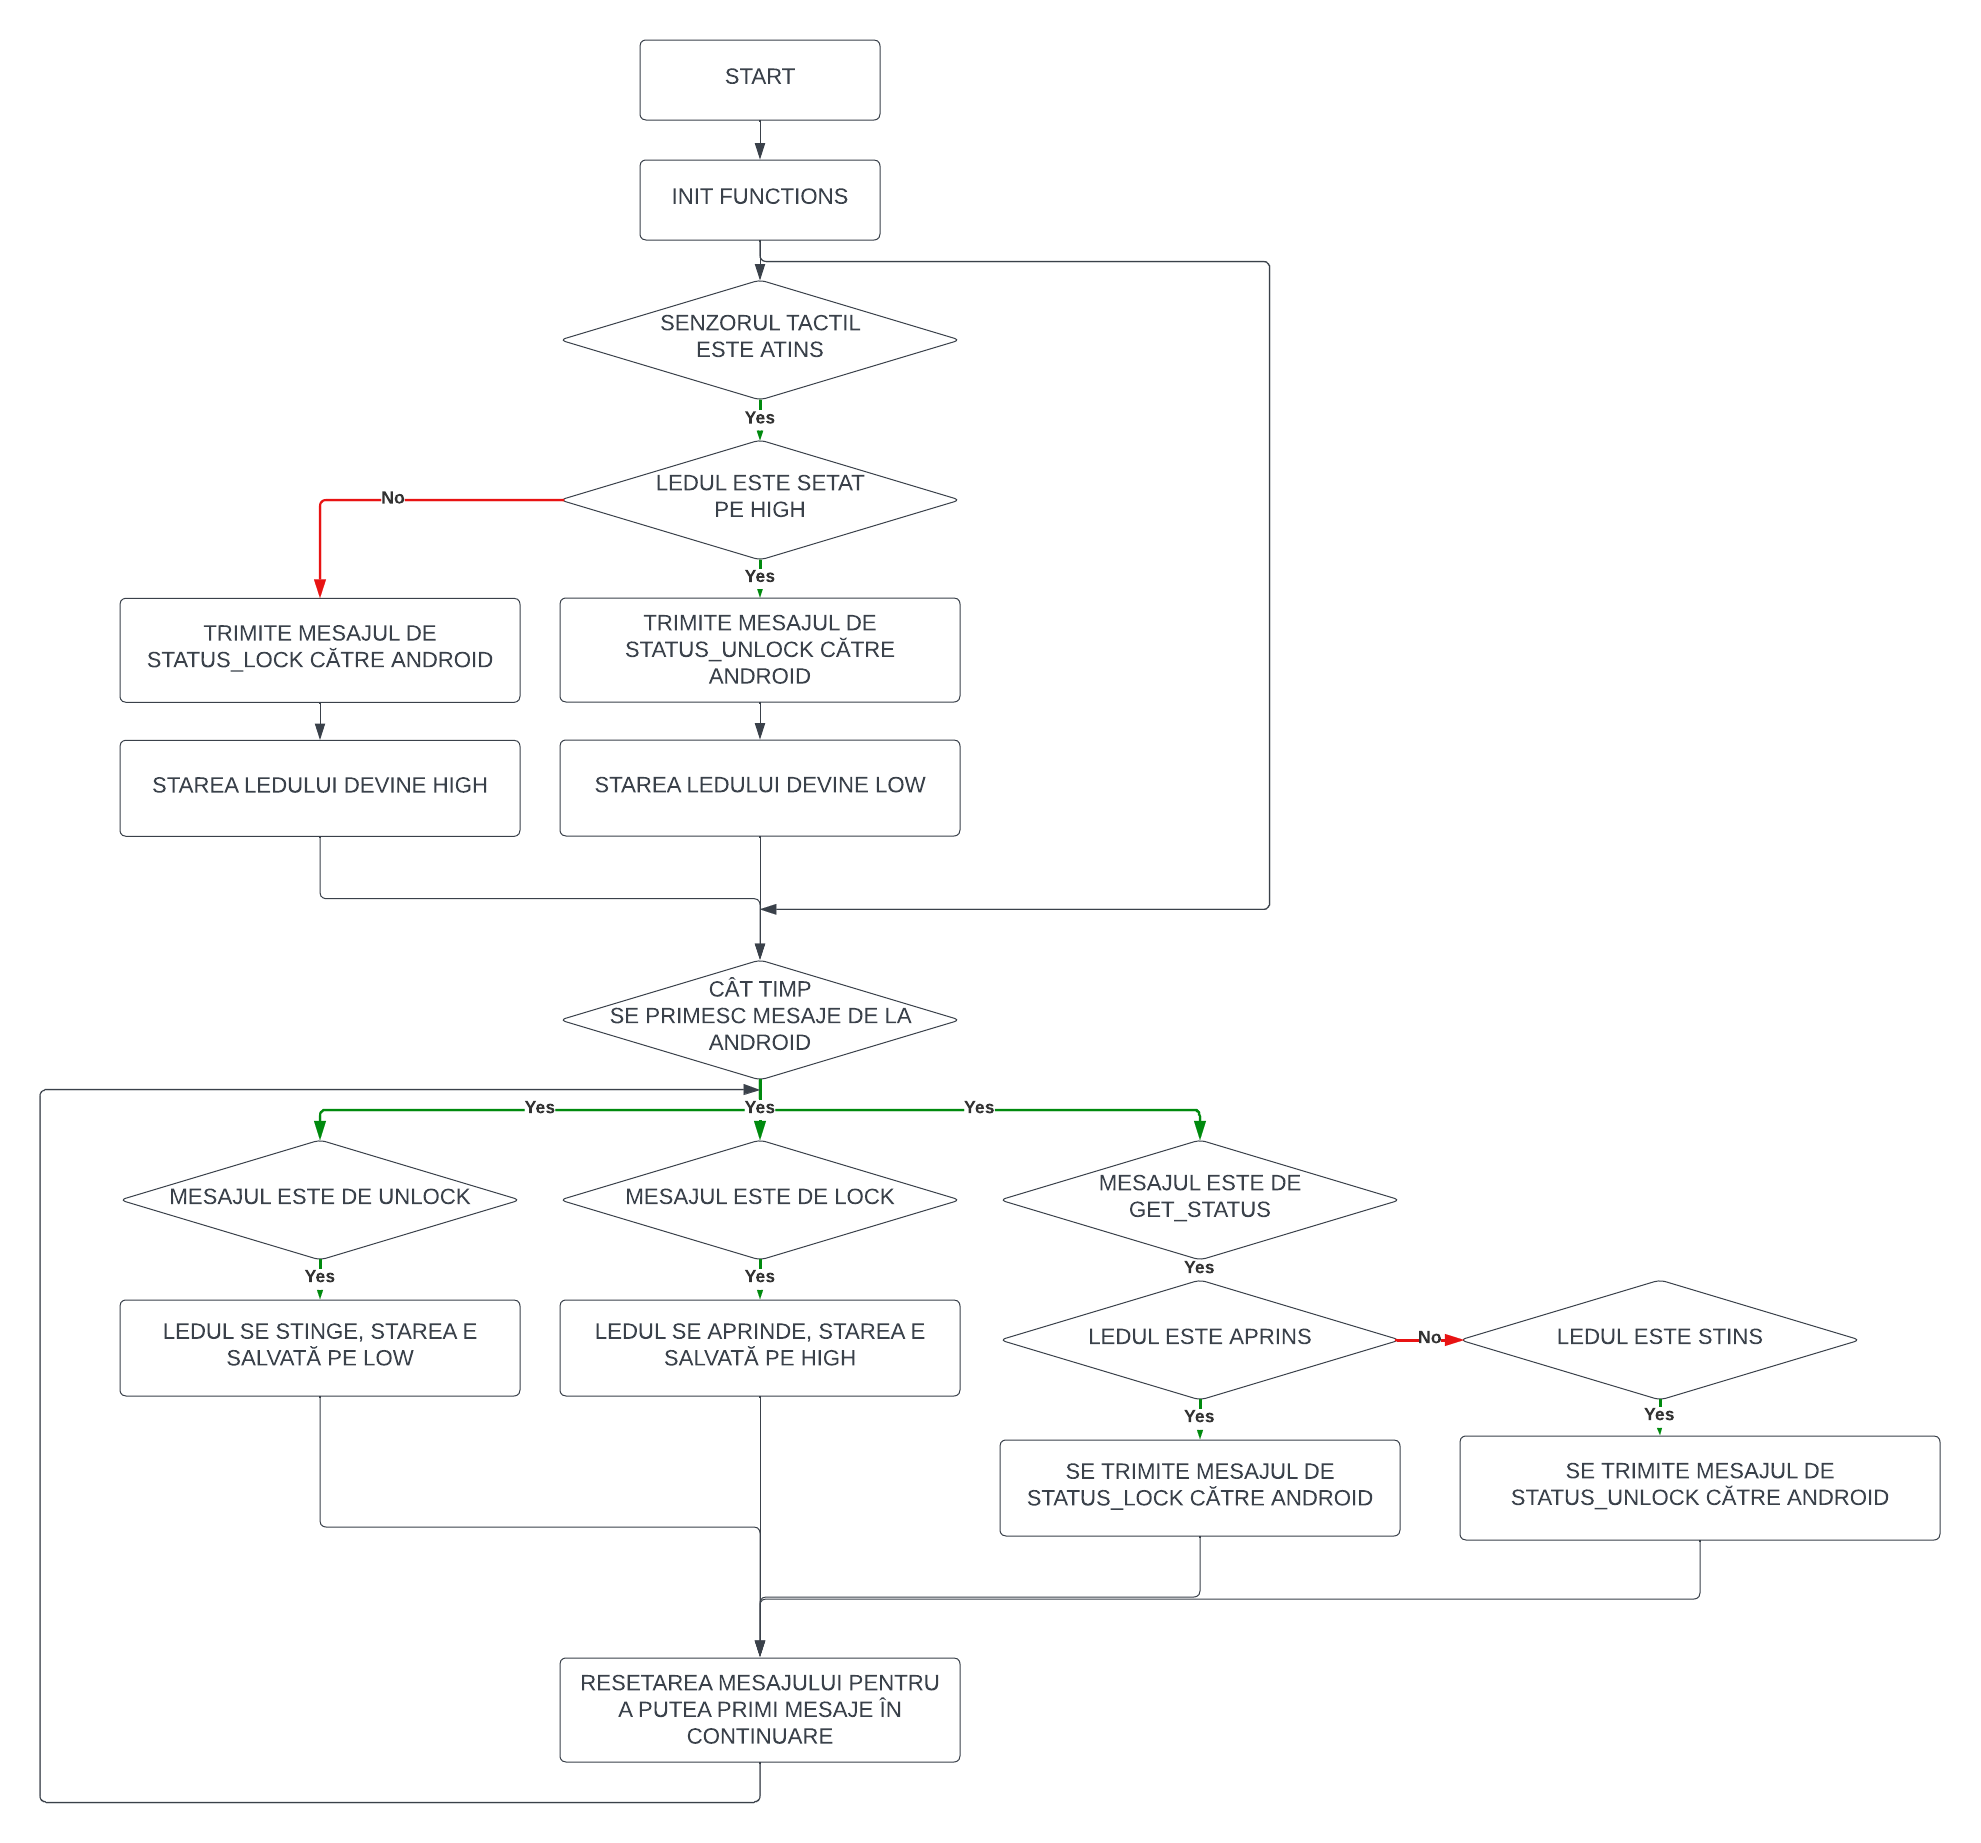 START
INIT FUNCTIONS
SENZORUL TACTIL
ESTE ATINS
Yes
LEDUL ESTE SETAT
PE HIGH
No
Yes
TRIMITE MESAJUL DE
STATUS_LOCK CĂTRE ANDROID
TRIMITE MESAJUL DE
STATUS_UNLOCK CĂTRE
ANDROID
STAREA LEDULUI DEVINE HIGH
STAREA LEDULUI DEVINE LOW
CÂT TIMP
SE PRIMESC MESAJE DE LA
ANDROID
Yes
Yes
Yes
MESAJUL ESTE DE UNLOCK
MESAJUL ESTE DE LOCK
MESAJUL ESTE DE
GET_STATUS
Yes
Yes
Yes
LEDUL SE STINGE, STAREA E
SALVATĂ PE LOW
LEDUL SE APRINDE, STAREA E
SALVATĂ PE HIGH
LEDUL ESTE APRINS
No
LEDUL ESTE STINS
Yes
Yes
SE TRIMITE MESAJUL DE
STATUS_LOCK CĂTRE ANDROID
SE TRIMITE MESAJUL DE
STATUS_UNLOCK CĂTRE ANDROID
RESETAREA MESAJULUI PENTRU
A PUTEA PRIMI MESAJE ÎN
CONTINUARE